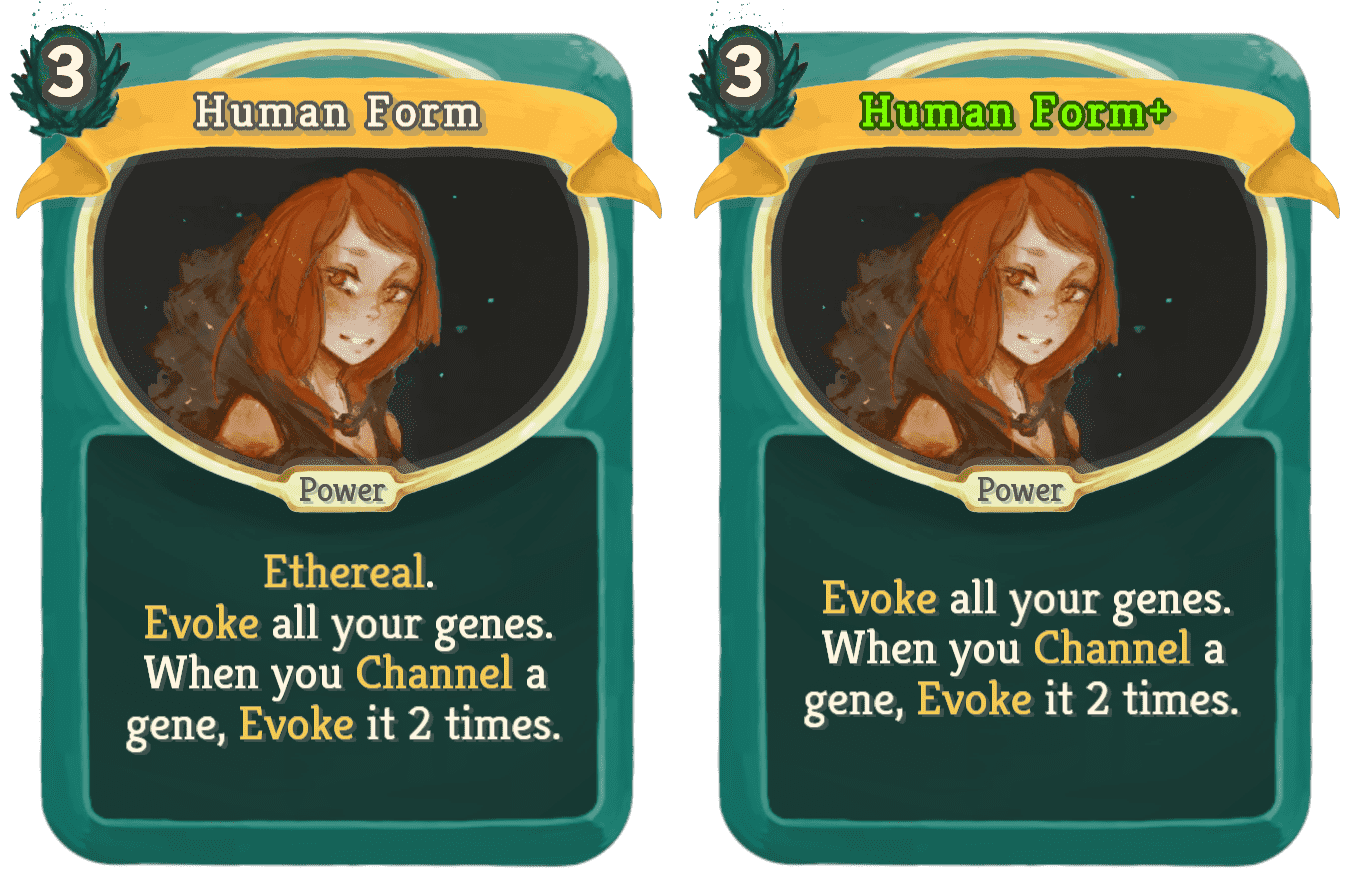 3
Human Form
Power
Ethereal.
Evoke all your genes.
When you Channel a
gene, Evoke it 2 times.
3
Human Form+
Power
Evoke all your genes.
When you Channel a
gene, Evoke it 2 times.